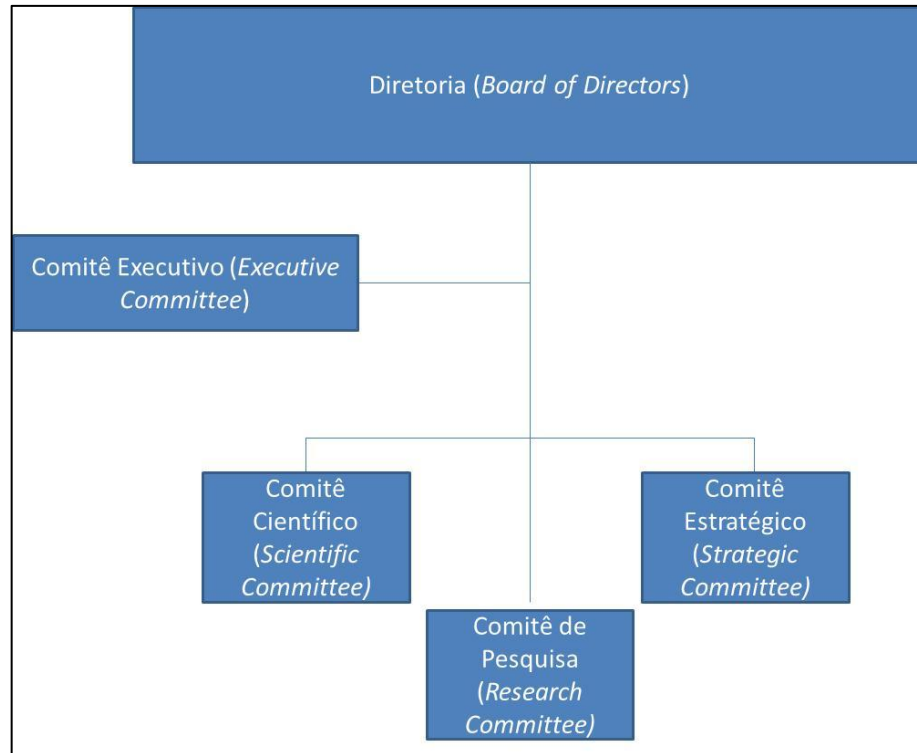 Diretoria (Board of Directors)
Comitê Executivo (Executive
Committee)
Comitê
Científico
(Scientific
Committee)
Comitê
Estratégico
(Strategic
Committee)
Comitê de
Pesquisa
(Research
Committee)